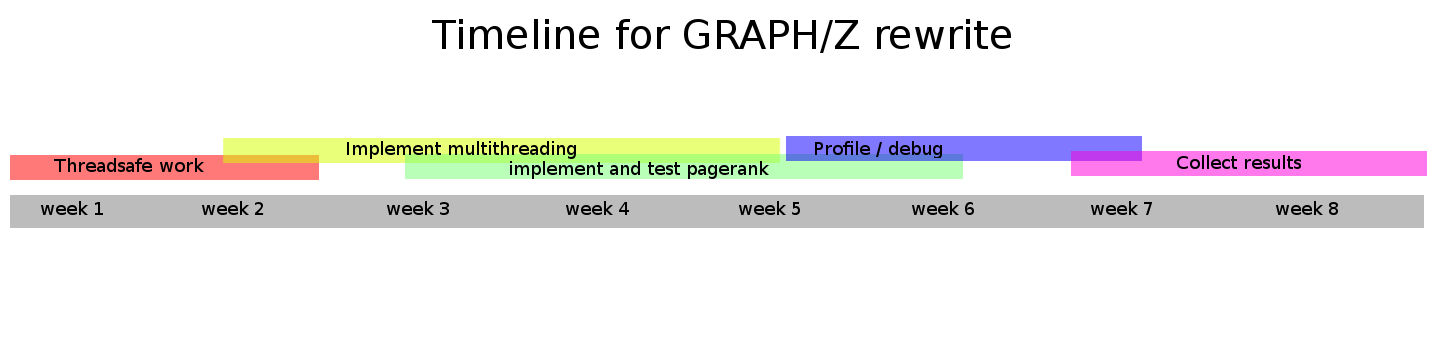 Timeline for GRAPH/Z rewrite
Implement multithreading
Profile / debug
Threadsafe work
implement and test pagerank
Collect results
week 1 week 2 week 3 week 4 week 5 week 6 week 7 week 8